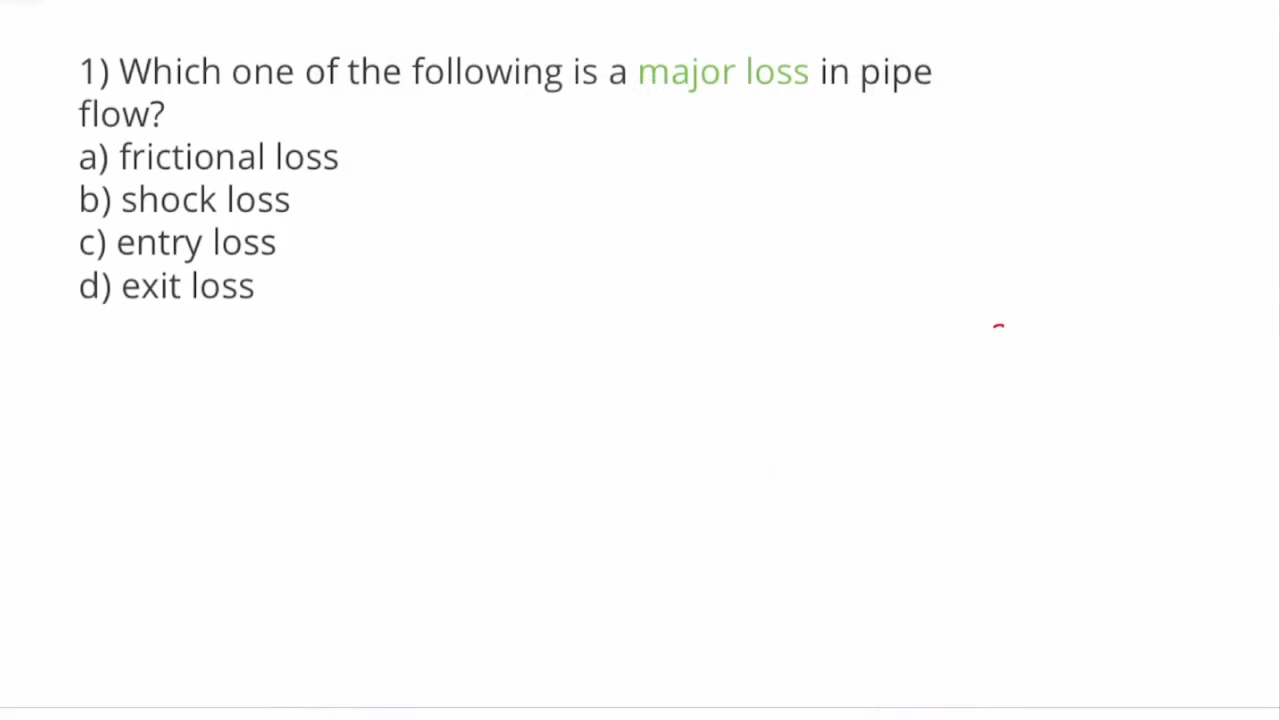 1) Which one of the following is a major loss in pipe
flow?
a) frictional loss
b) shock loss
c) entry loss
d) exit loss